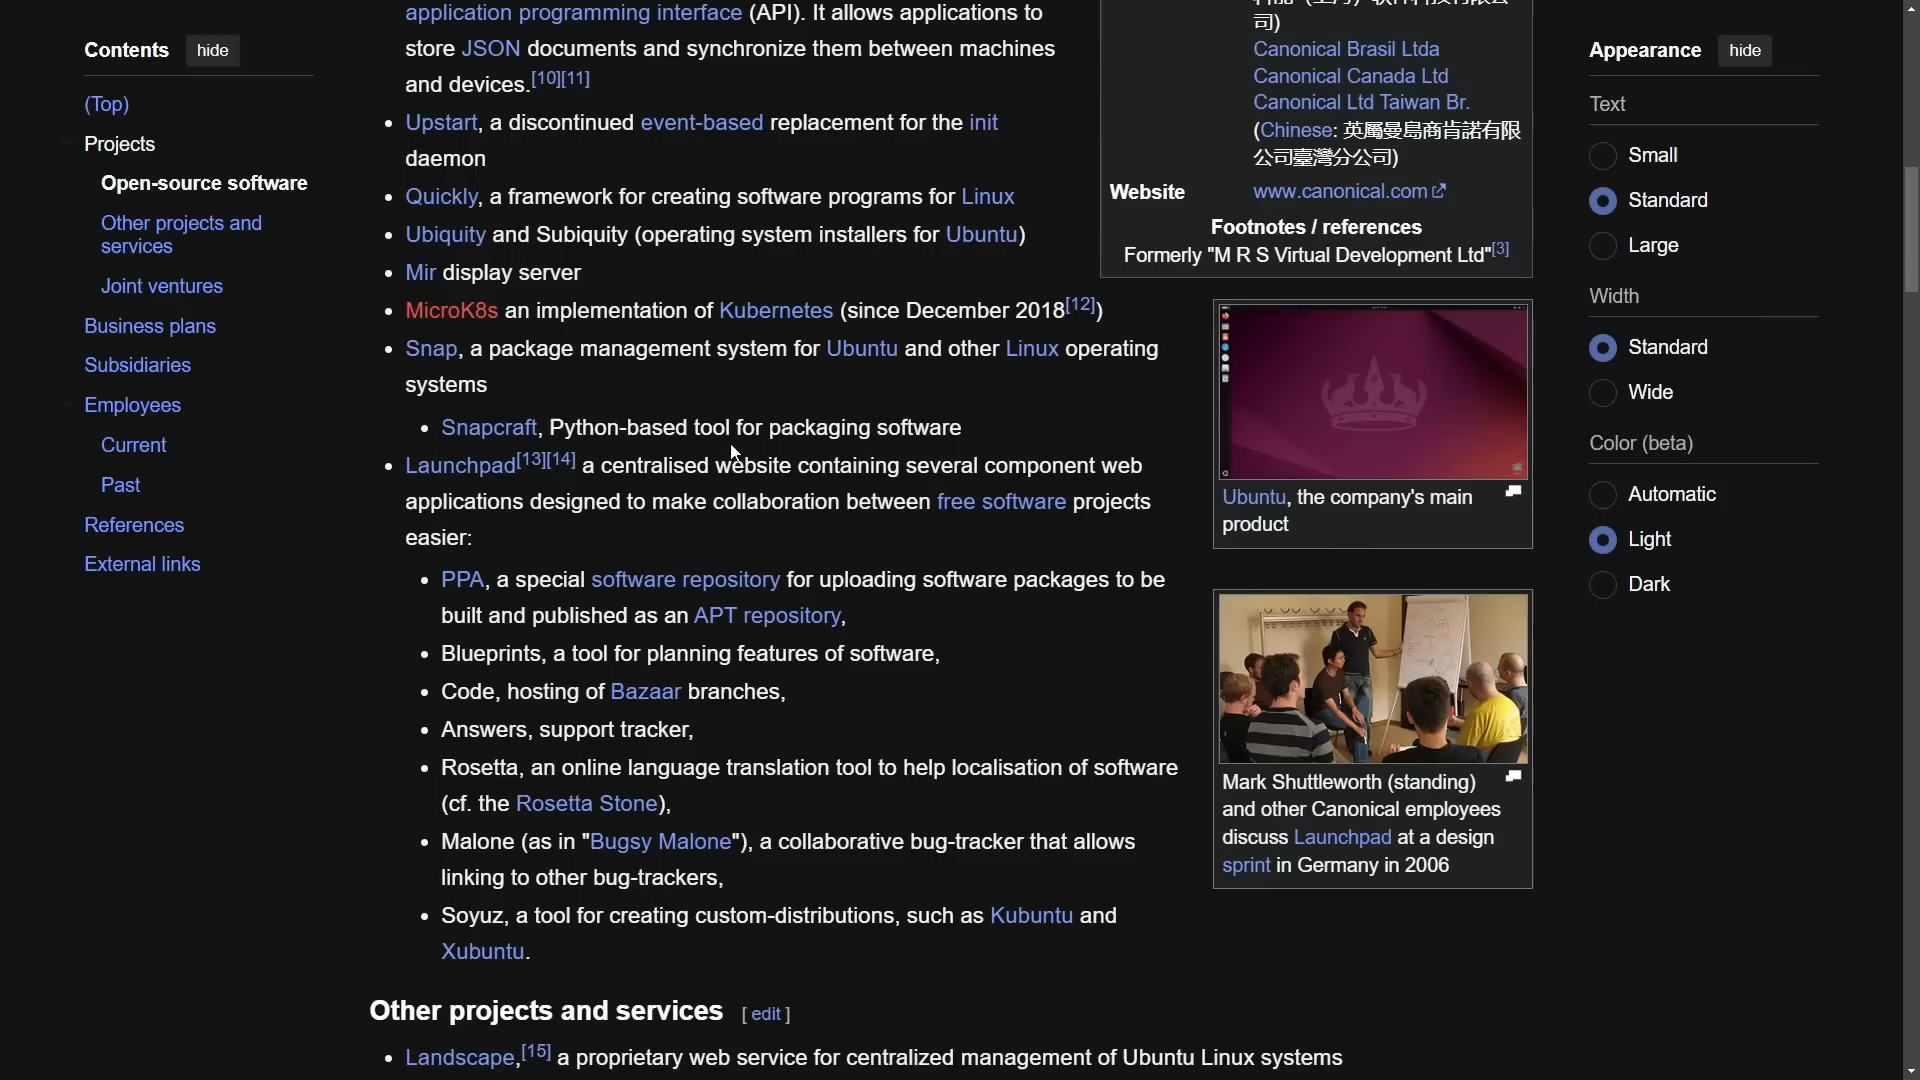 Contents hide
(Top)
Projects
Open-source software
Other projects and
services
Joint ventures
Business plans
Subsidiaries
Employees
Current
Past
References
External links
application programming interface (API). It allows applications to
store JSON documents and synchronize them between machines
and devices.[10][11]
• Upstart, a discontinued event-based replacement for the init
daemon
• Quickly, a framework for creating software programs for Linux
• Ubiquity and Subiquity (operating system installers for Ubuntu)
• Mir display server
• MicroK8s an implementation of Kubernetes (since December 2018[12])
• Snap, a package management system for Ubuntu and other Linux operating
systems
• Snapcraft, Python-based tool for packaging software
• Launchpad[13][14] a centralised website containing several component web
applications designed to make collaboration between free software projects
easier:
• PPA, a special software repository for uploading software packages to be
built and published as an APT repository,
• Blueprints, a tool for planning features of software,
• Code, hosting of Bazaar branches,
• Answers, support tracker,
• Rosetta, an online language translation tool to help localisation of software
(cf. the Rosetta Stone),
• Malone (as in "Bugsy Malone"), a collaborative bug-tracker that allows
linking to other bug-trackers,
• Soyuz, a tool for creating custom-distributions, such as Kubuntu and
Xubuntu.
Other projects and services [ edit ]
• Landscape,[15] a proprietary web service for centralized management of Ubuntu Linux systems
司)
Canonical Brasil Ltda
Canonical Canada Ltd
Canonical Ltd Taiwan Br.
(Chinese: 英屬曼島商肯諾有限
公司臺灣分公司)
Website www.canonical.com
Footnotes / references
Formerly "M R S Virtual Development Ltd"[3]
Ubuntu, the company's main
product
Mark Shuttleworth (standing)
and other Canonical employees
discuss Launchpad at a design
sprint in Germany in 2006
Appearance hide
Text
Small
Standard
Large
Width
Standard
Wide
Color (beta)
Automatic
Light
Dark